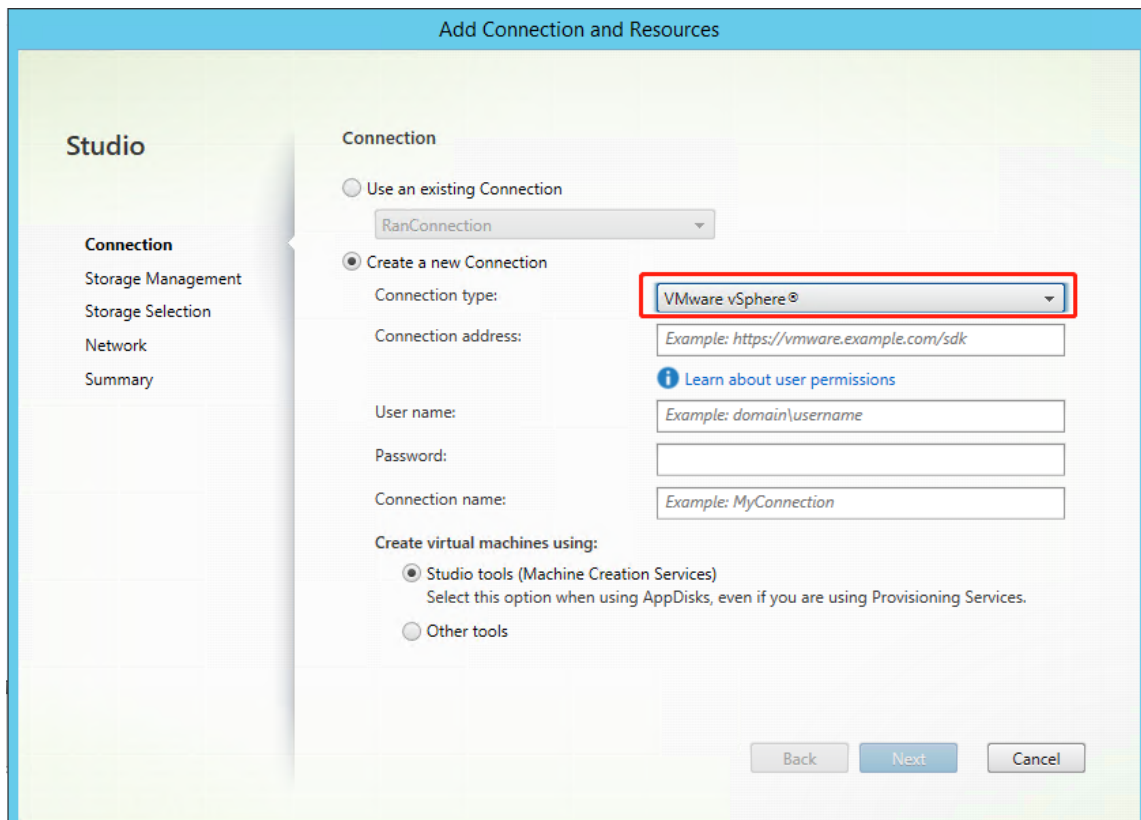 Add Connection and Resources
Studio
Connection
Storage Management
Storage Selection
Network
Summary
Connection
Use an existing Connection
RanConnection
Create a new Connection
Connection type:
VMware vSphere®
Connection address:
Example: https://vmware.example.com/sdk
Learn about user permissions
User name:
Example: domain\username
Password:
Connection name:
Example: MyConnection
Create virtual machines using:
Studio tools (Machine Creation Services)
Select this option when using AppDisks, even if you are using Provisioning Services.
Other tools
Back
Next
Cancel